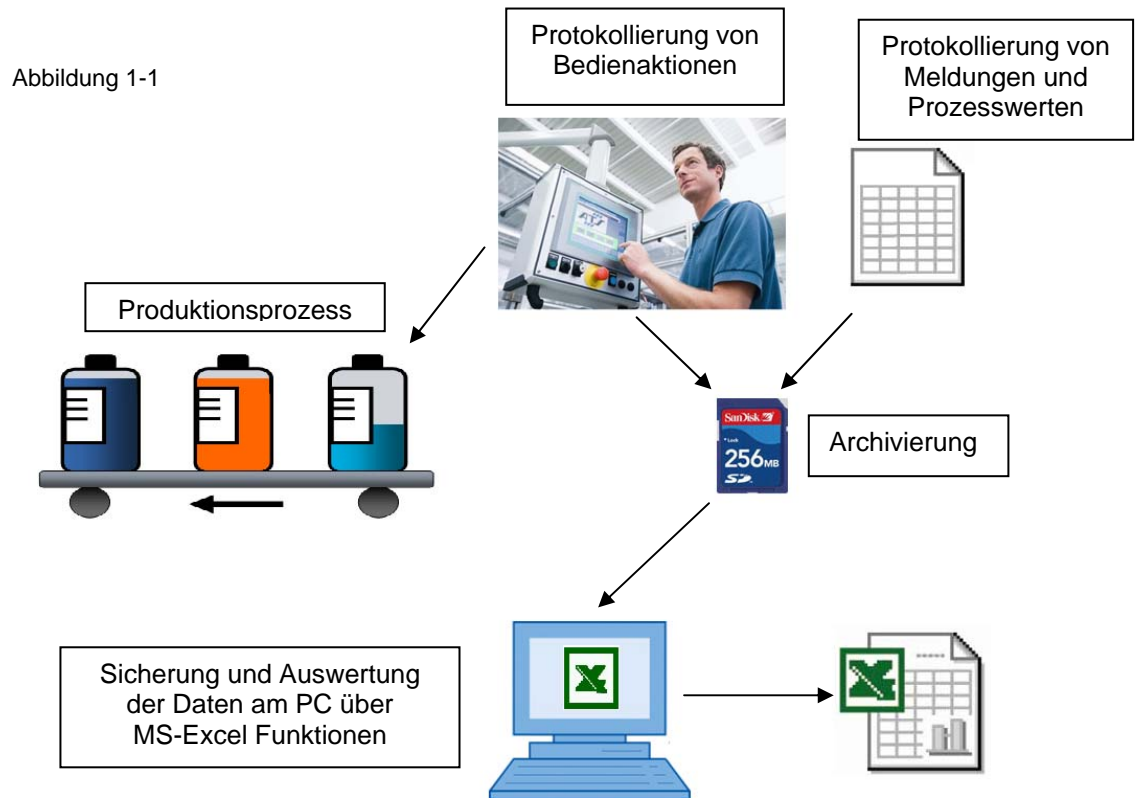 Abbildung 1-1
Protokollierung von
Bedienaktionen
Protokollierung von
Meldungen und
Prozesswerten
Produktionsprozess
SanDisk
Lock
256MB
SD
Archivierung
Sicherung und Auswertung
der Daten am PC über
MS-Excel Funktionen